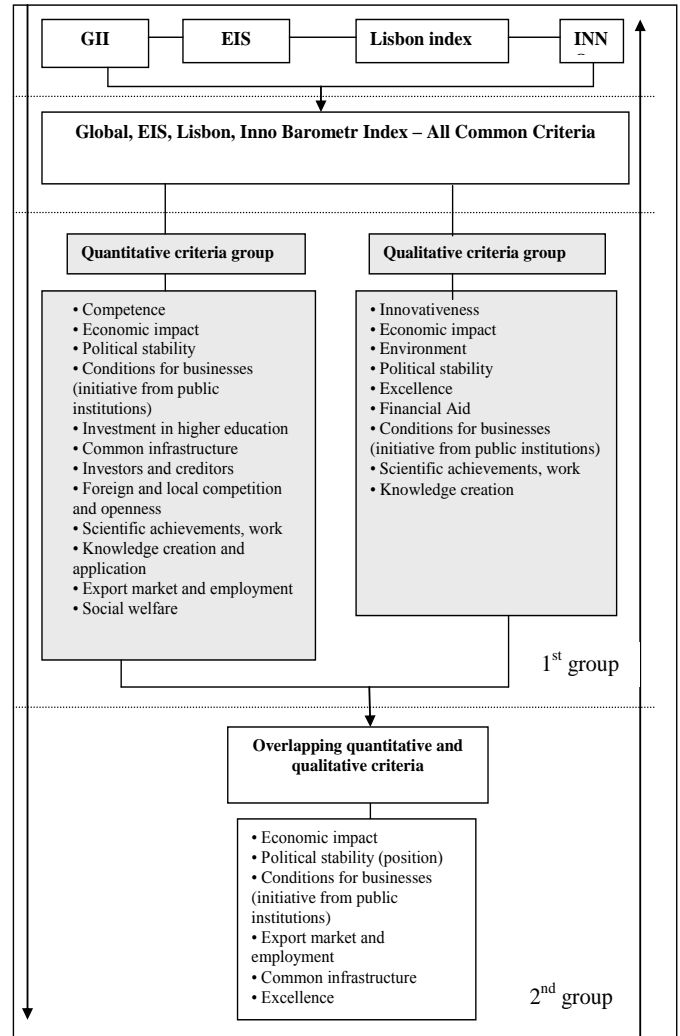 GII
EIS
Lisbon index
INN
Global, EIS, Lisbon, Inno Barometr Index – All Common Criteria
Quantitative criteria group
• Competence
• Economic impact
• Political stability
• Conditions for businesses
(initiative from public
institutions)
• Investment in higher education
• Common infrastructure
• Investors and creditors
• Foreign and local competition
and openness
• Scientific achievements, work
• Knowledge creation and
application
• Export market and employment
• Social welfare
Qualitative criteria group
• Innovativeness
• Economic impact
• Environment
• Political stability
• Excellence
• Financial Aid
• Conditions for businesses
(initiative from public institutions)
• Scientific achievements, work
• Knowledge creation
1st group
Overlapping quantitative and
qualitative criteria
• Economic impact
• Political stability (position)
• Conditions for businesses
(initiative from public
institutions)
• Export market and
employment
• Common infrastructure
• Excellence
2nd group